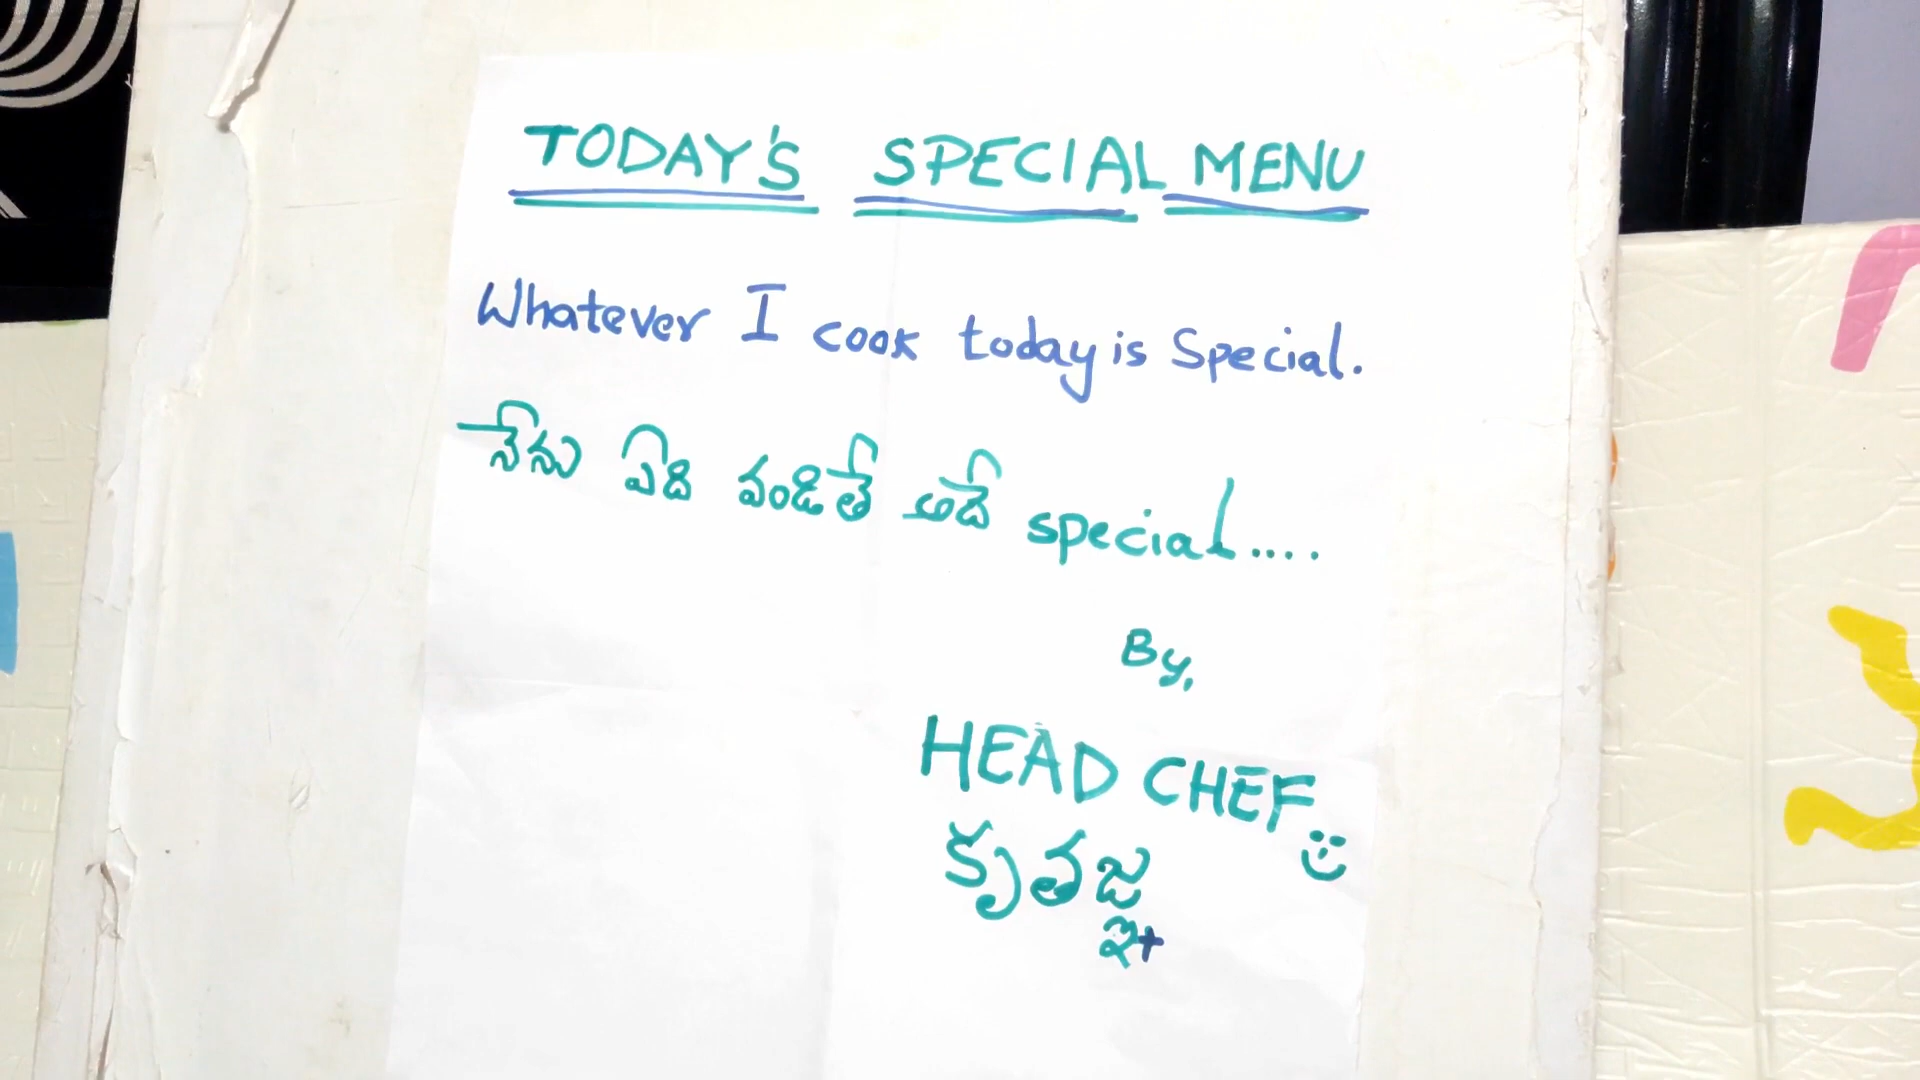 TODAY'S SPECIAL MENU
Whatever I cook today is Special.
నేను ఏది వండితే అదే special....
By,
HEAD CHEF
కృతజ్ఞ